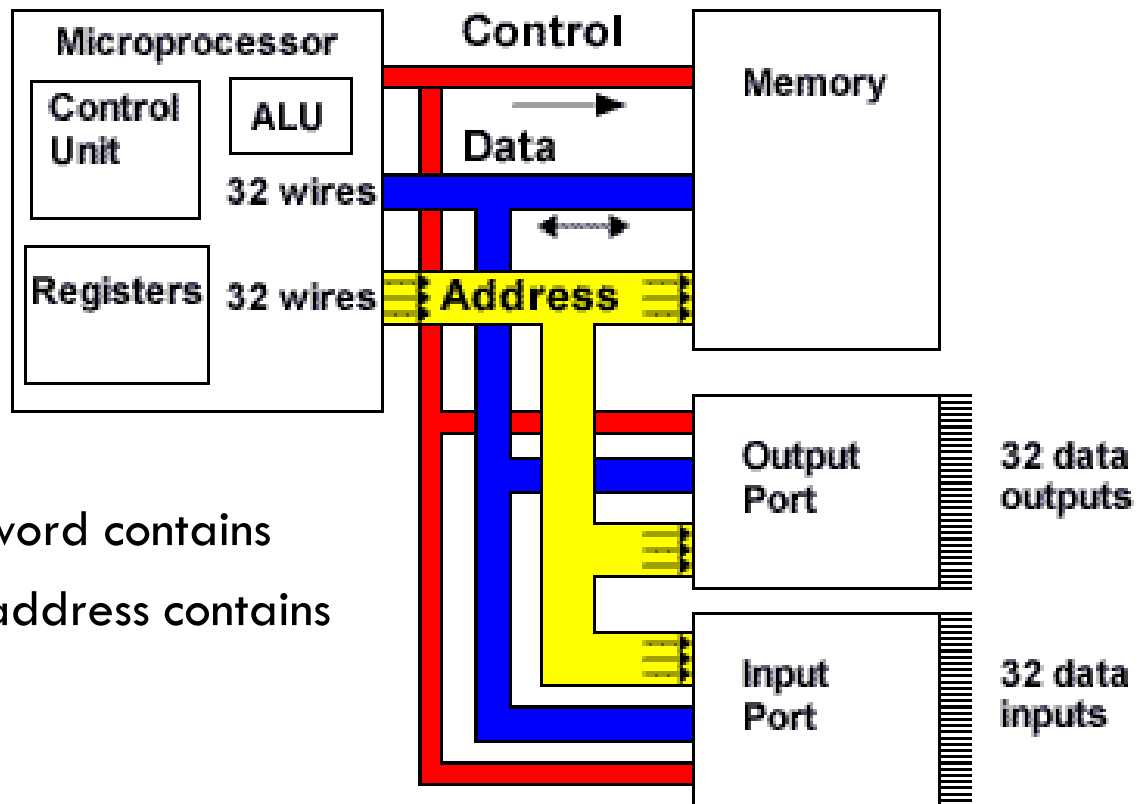 Microprocessor
Control
Unit
ALU
32 wires
Registers
32 wires
Control
Data
Address
Memory
Output
Port
32 data
outputs
Input
Port
32 data
inputs
word contains
address contains